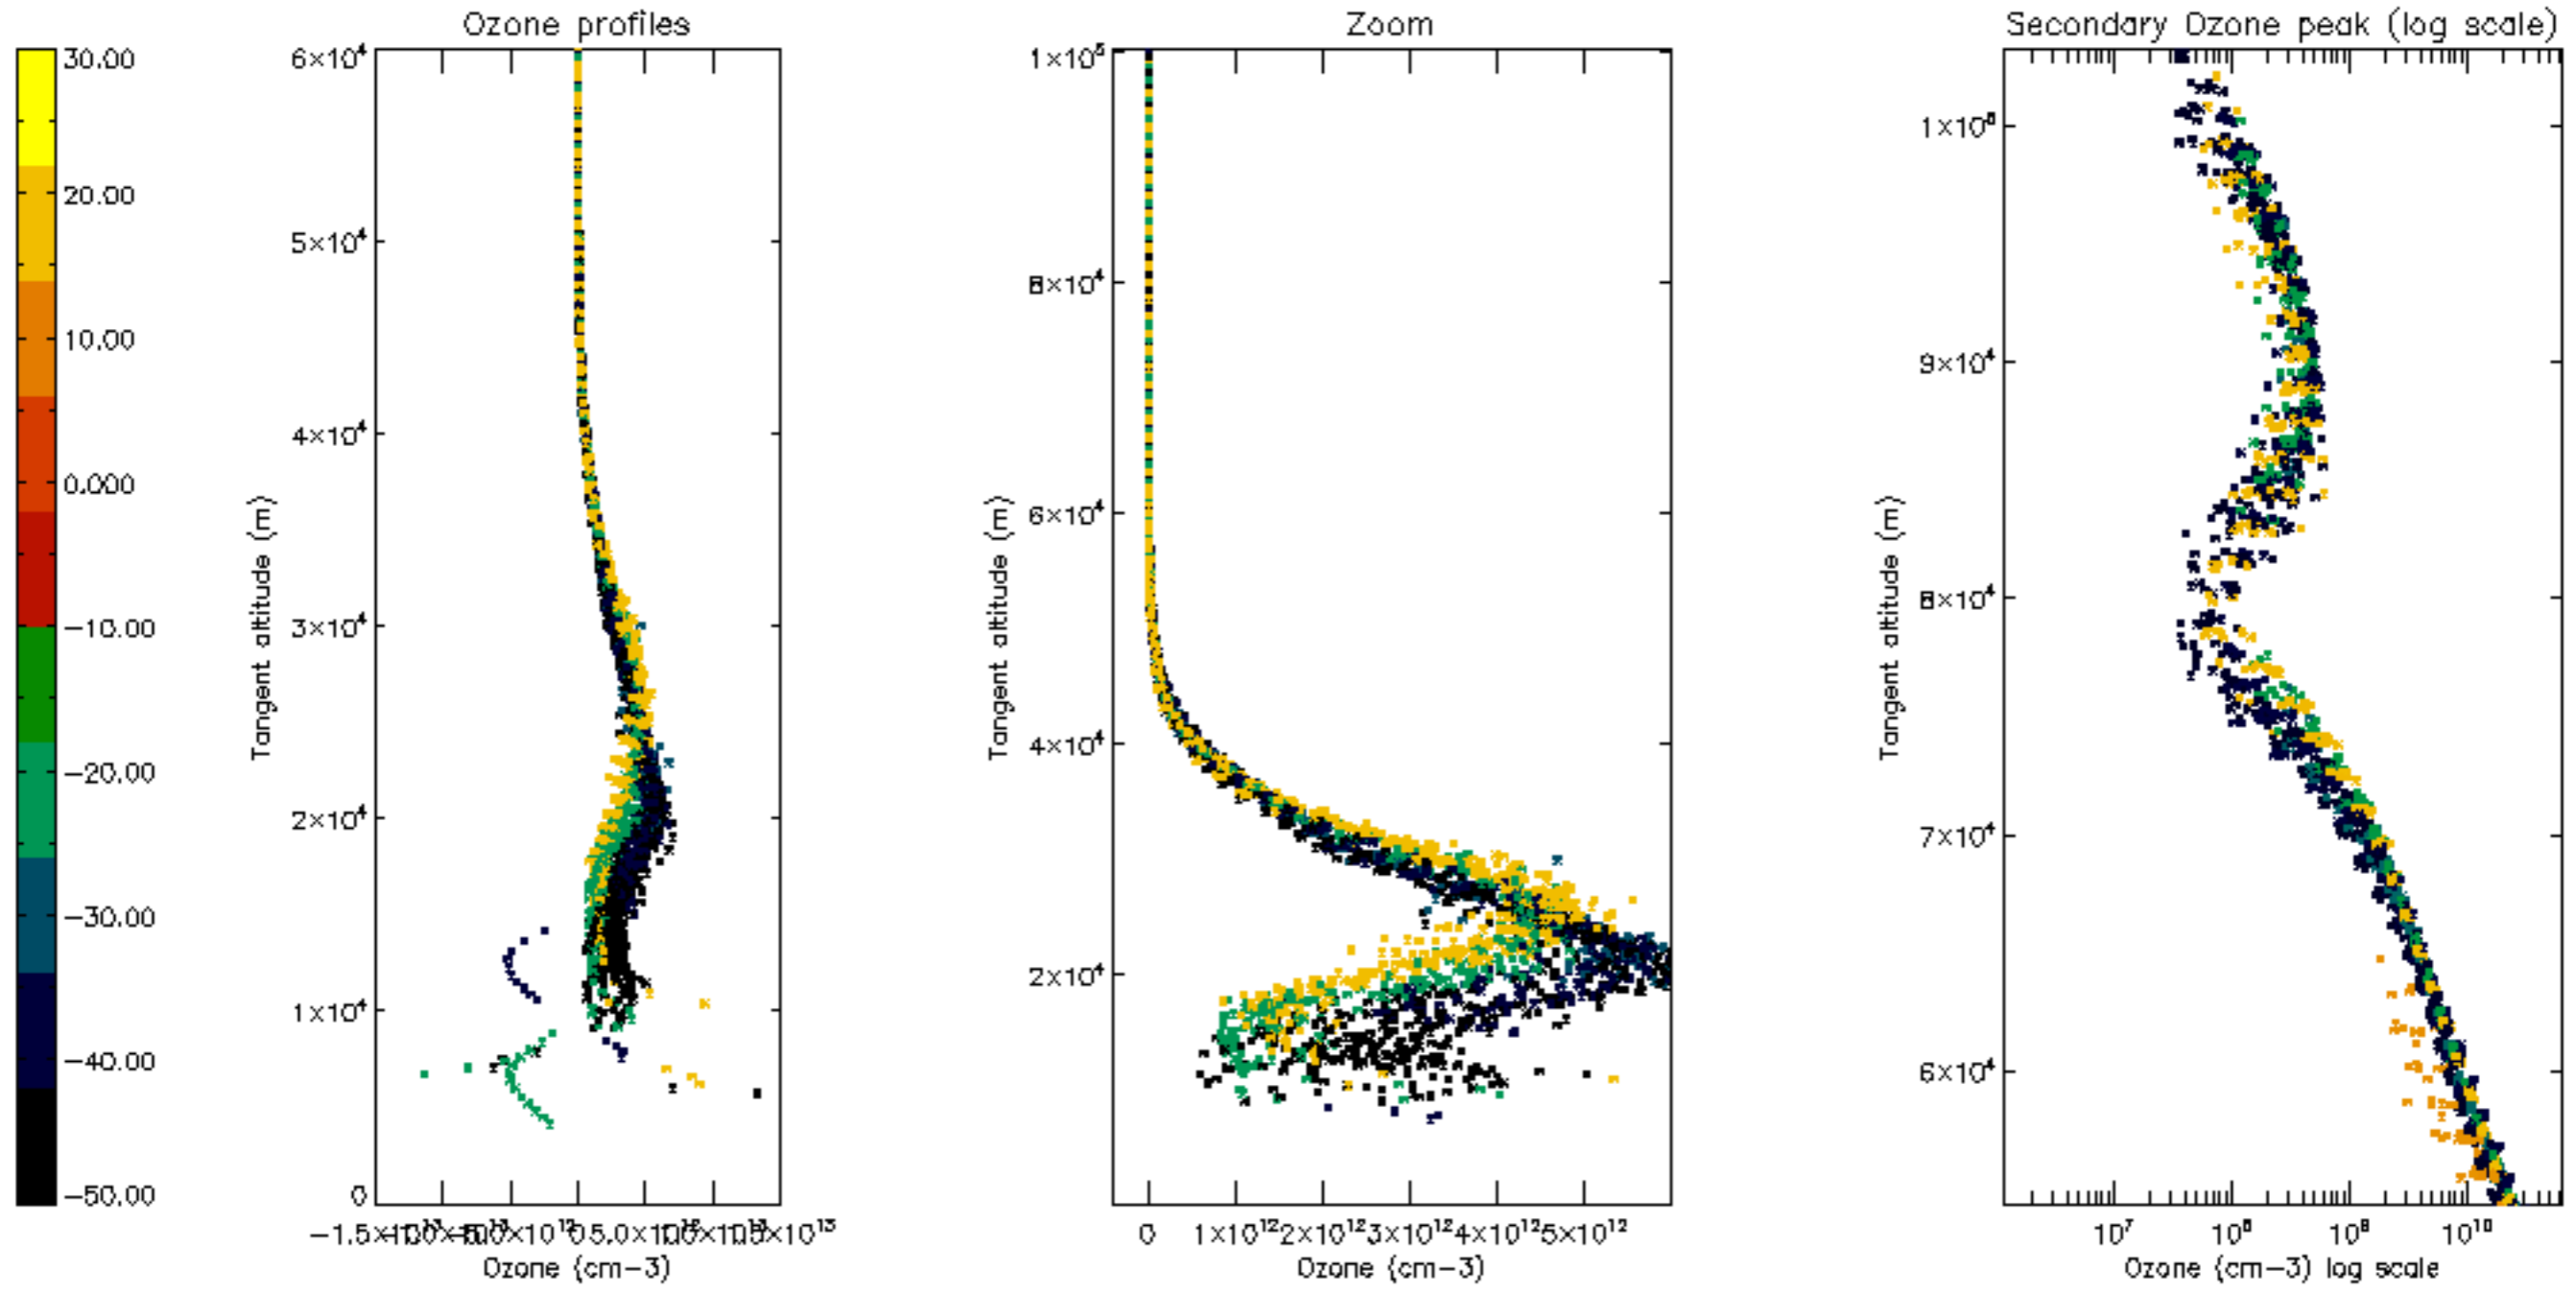 Ozone profiles
Zoom
Secondary Ozone peak (log scale)
30.00
20.00
10.00
0.000
−10.00
−20.00
−30.00
−40.00
−50.00
6×10⁴
5×10⁴
4×10⁴
3×10⁴
2×10⁴
1×10⁴
0
Tangent altitude (m)
Ozone (cm−3)
1×10⁵
8×10⁴
6×10⁴
4×10⁴
2×10⁴
Tangent altitude (m)
0 1×10¹² 2×10¹² 3×10¹² 4×10¹² 5×10¹²
Ozone (cm−3)
1×10⁵
9×10⁴
8×10⁴
7×10⁴
6×10⁴
Tangent altitude (m)
10⁷ 10⁸ 10⁹ 10¹⁰
Ozone (cm−3) log scale